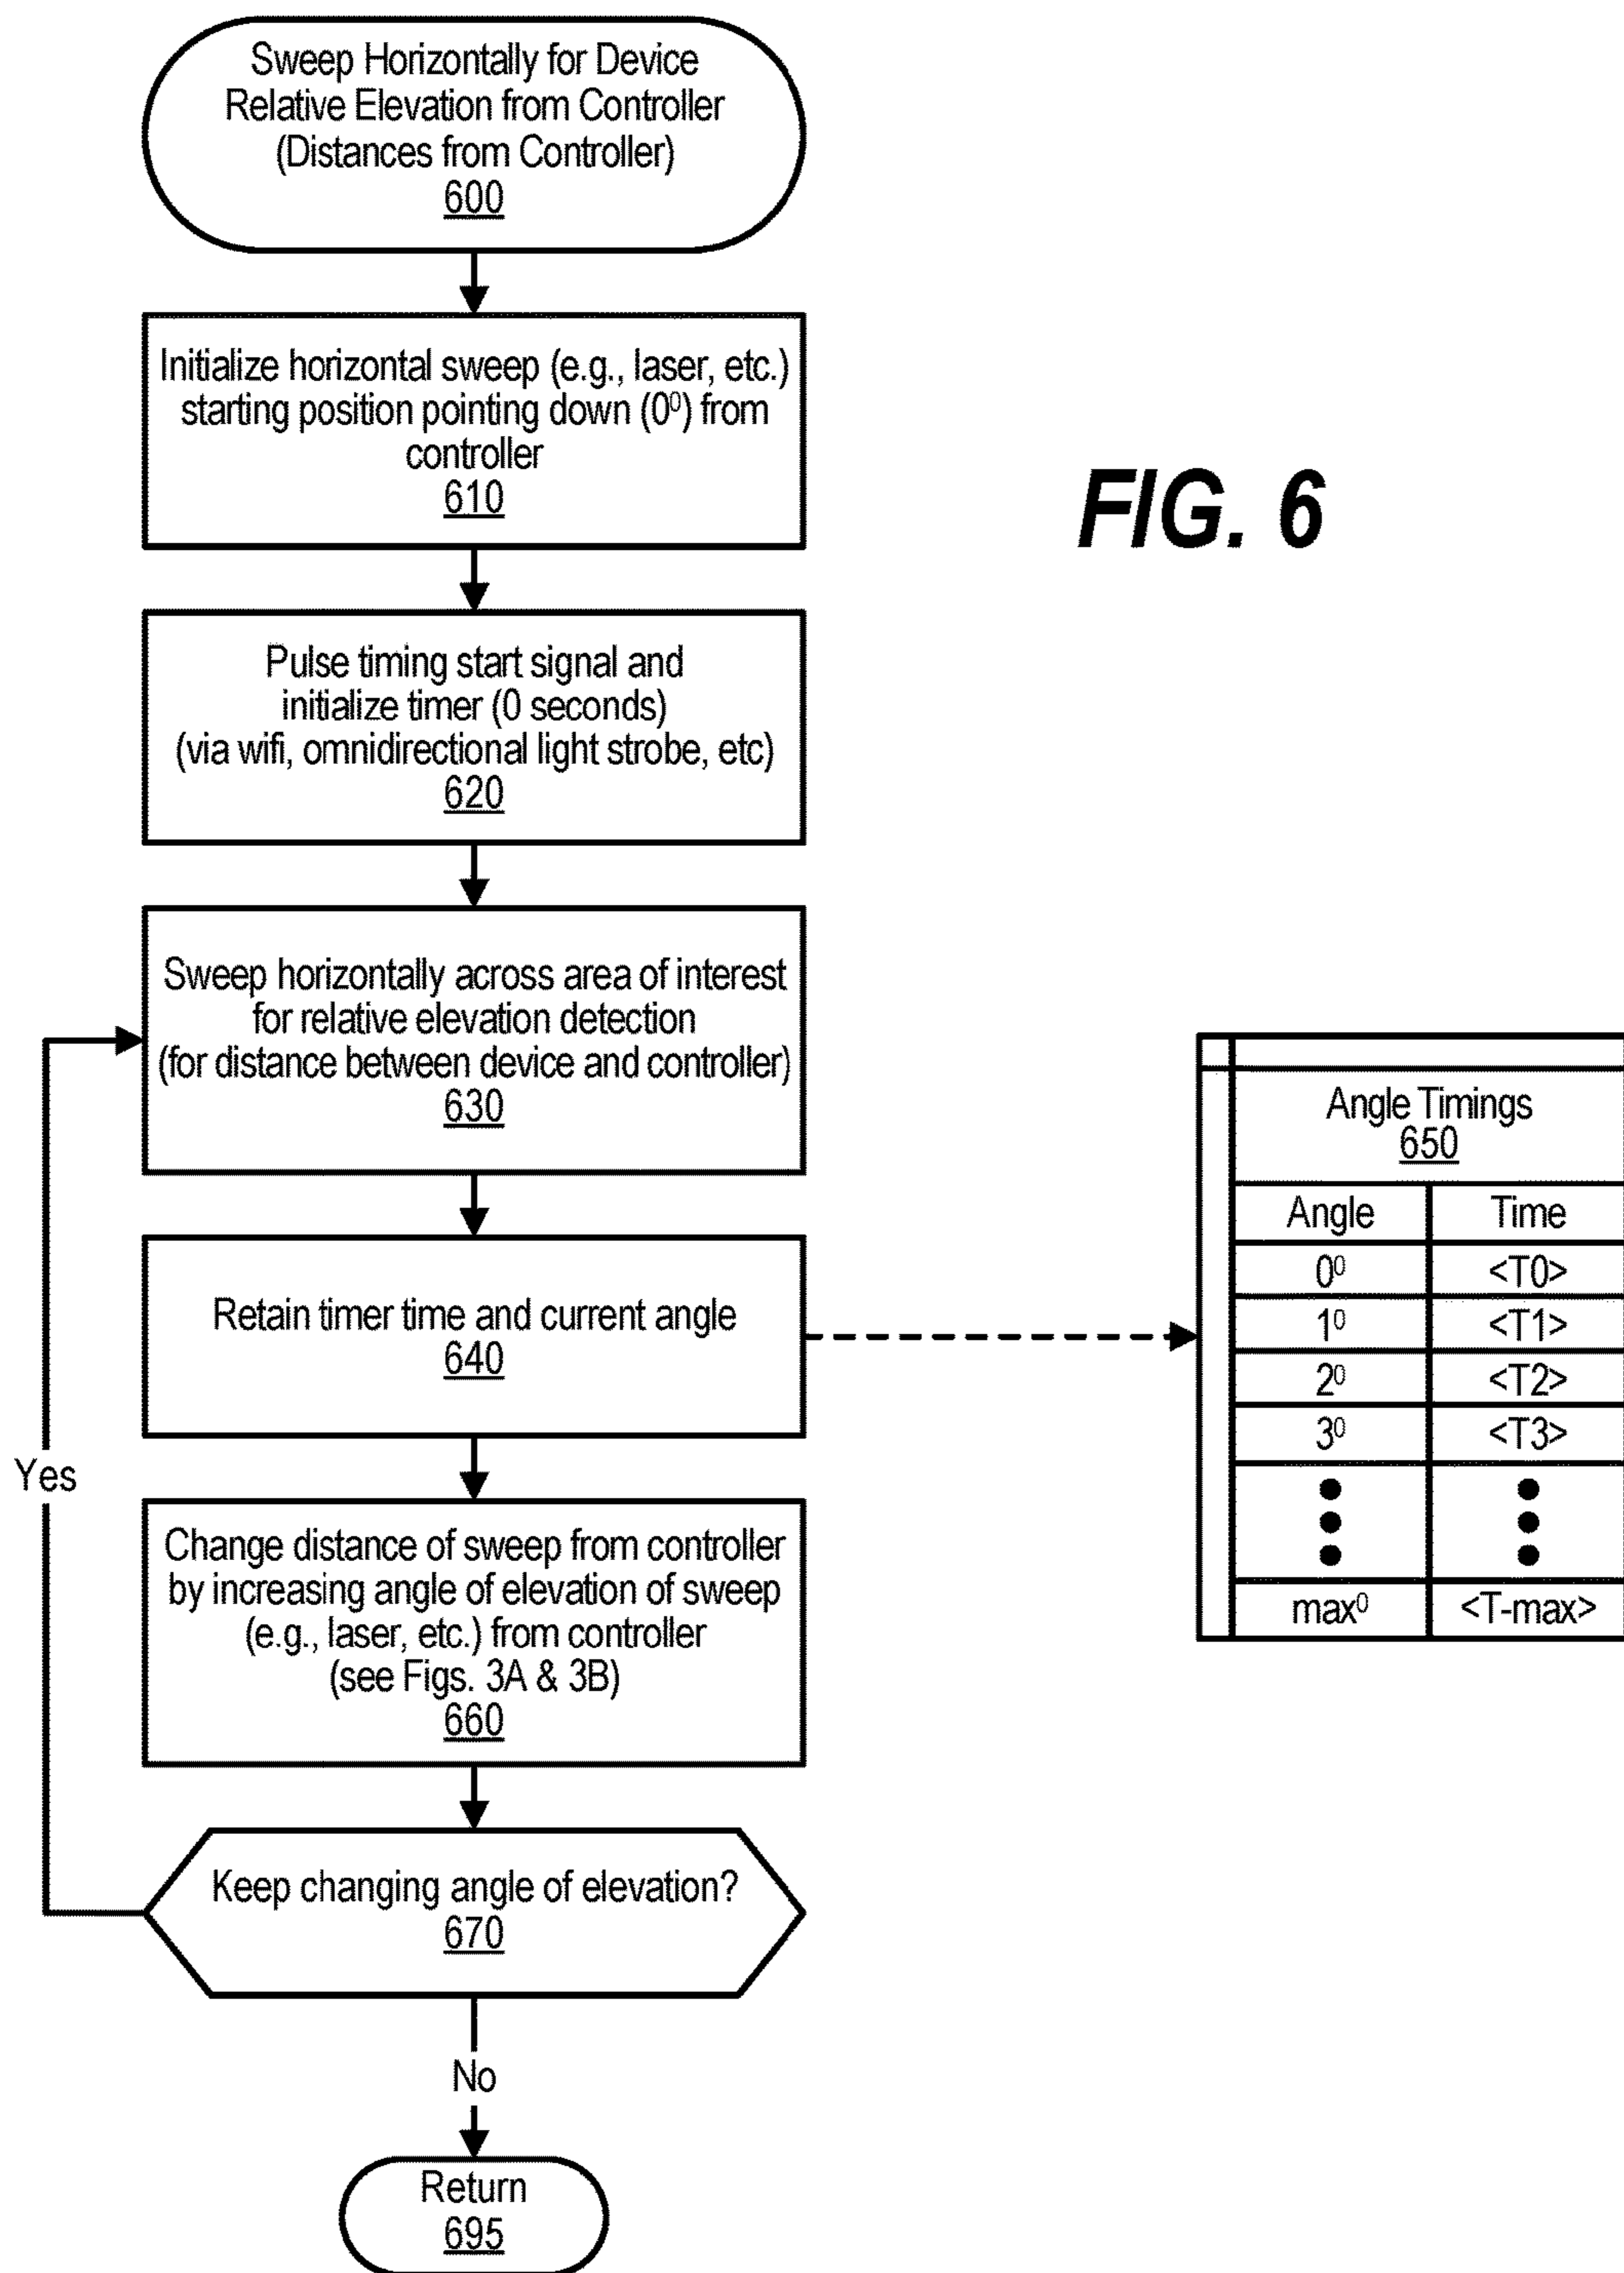 Sweep Horizontally for Device
Relative Elevation from Controller
(Distances from Controller)
600
Initialize horizontal sweep (e.g., laser, etc.)
starting position pointing down (0⁰) from
controller
610
FIG. 6
Pulse timing start signal and
initialize timer (0 seconds)
(via wifi, omnidirectional light strobe, etc)
620
Sweep horizontally across area of interest
for relative elevation detection
(for distance between device and controller)
630
Retain timer time and current angle
640
Angle Timings
650
Angle Time
0⁰ <T0>
1⁰ <T1>
2⁰ <T2>
3⁰ <T3>
max⁰ <T-max>
Yes
Change distance of sweep from controller
by increasing angle of elevation of sweep
(e.g., laser, etc.) from controller
(see Figs. 3A & 3B)
660
Keep changing angle of elevation?
670
No
Return
695